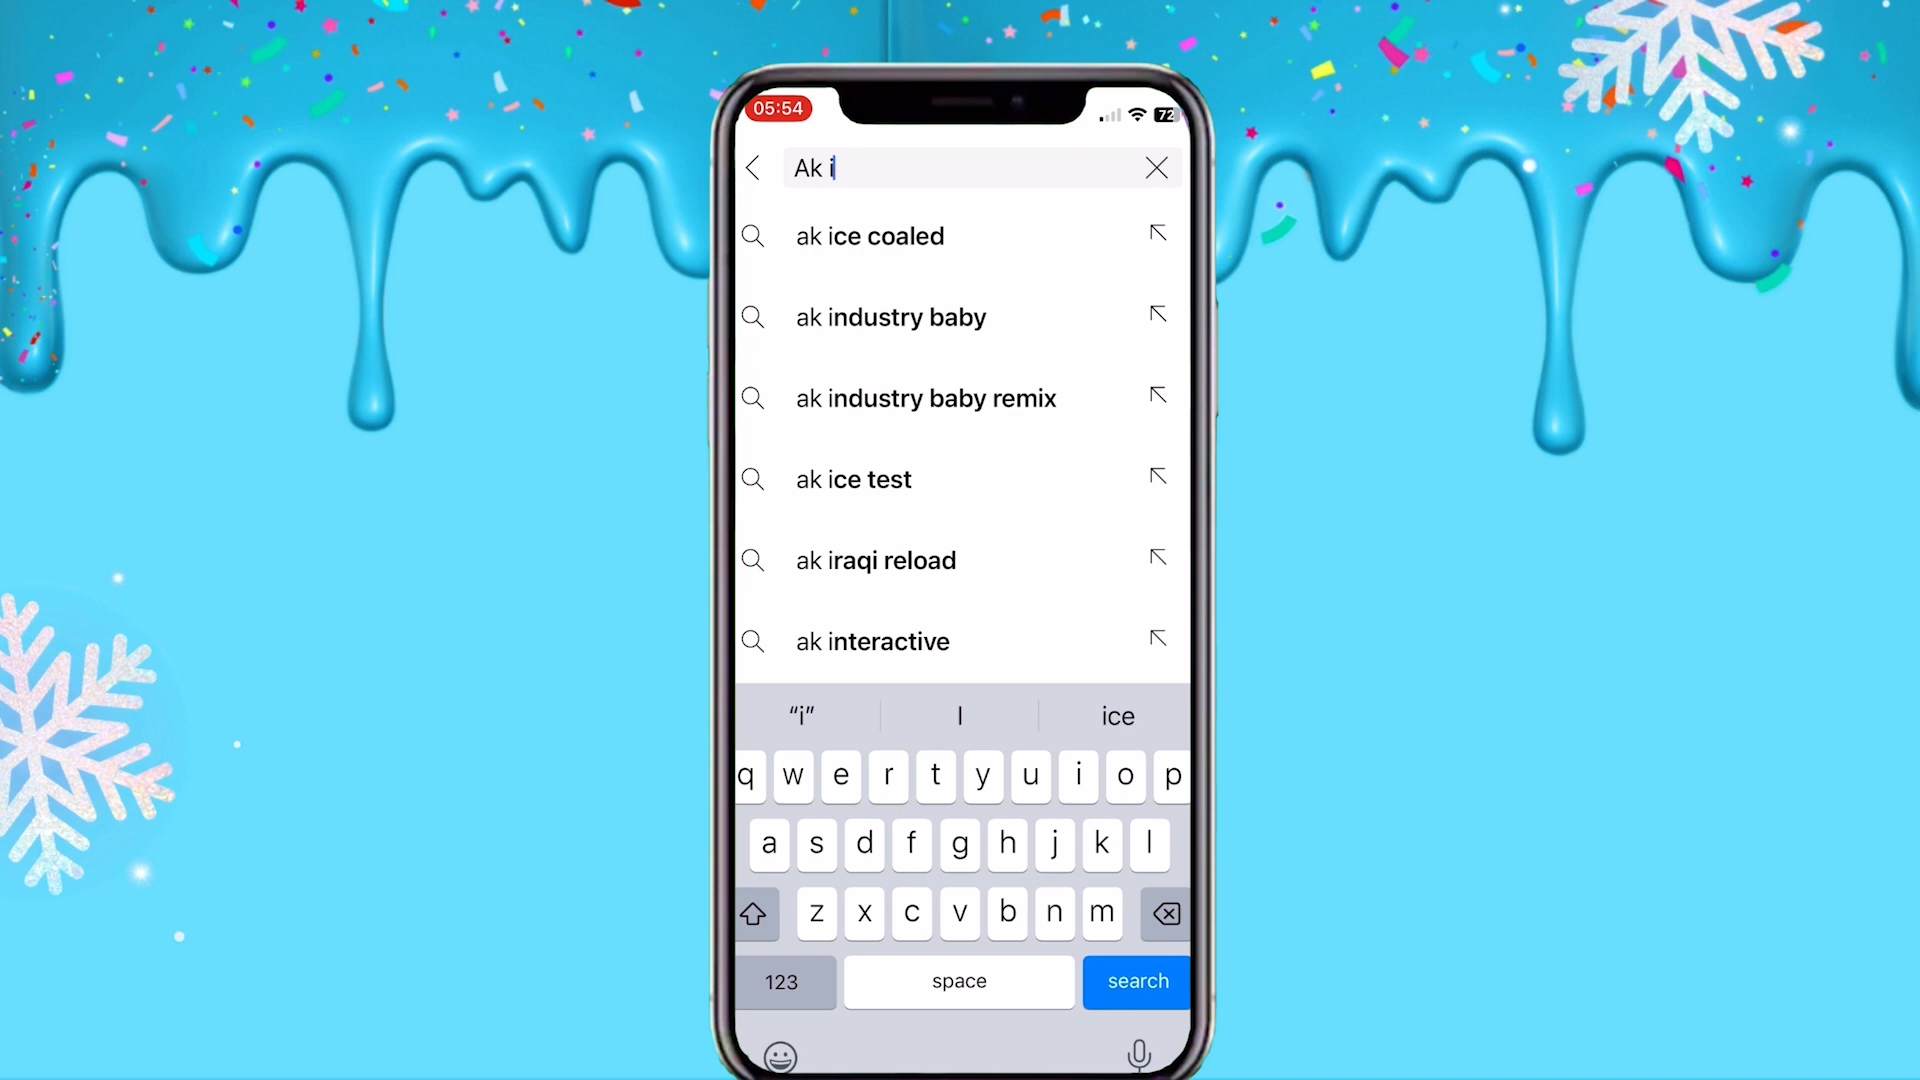 05:54
72
Ak i
ak ice coaled
ak industry baby
ak industry baby remix
ak ice test
ak iraqi reload
ak interactive
“i” I ice
q w e r t y u i o p
a s d f g h j k l
z x c v b n m
123 space search